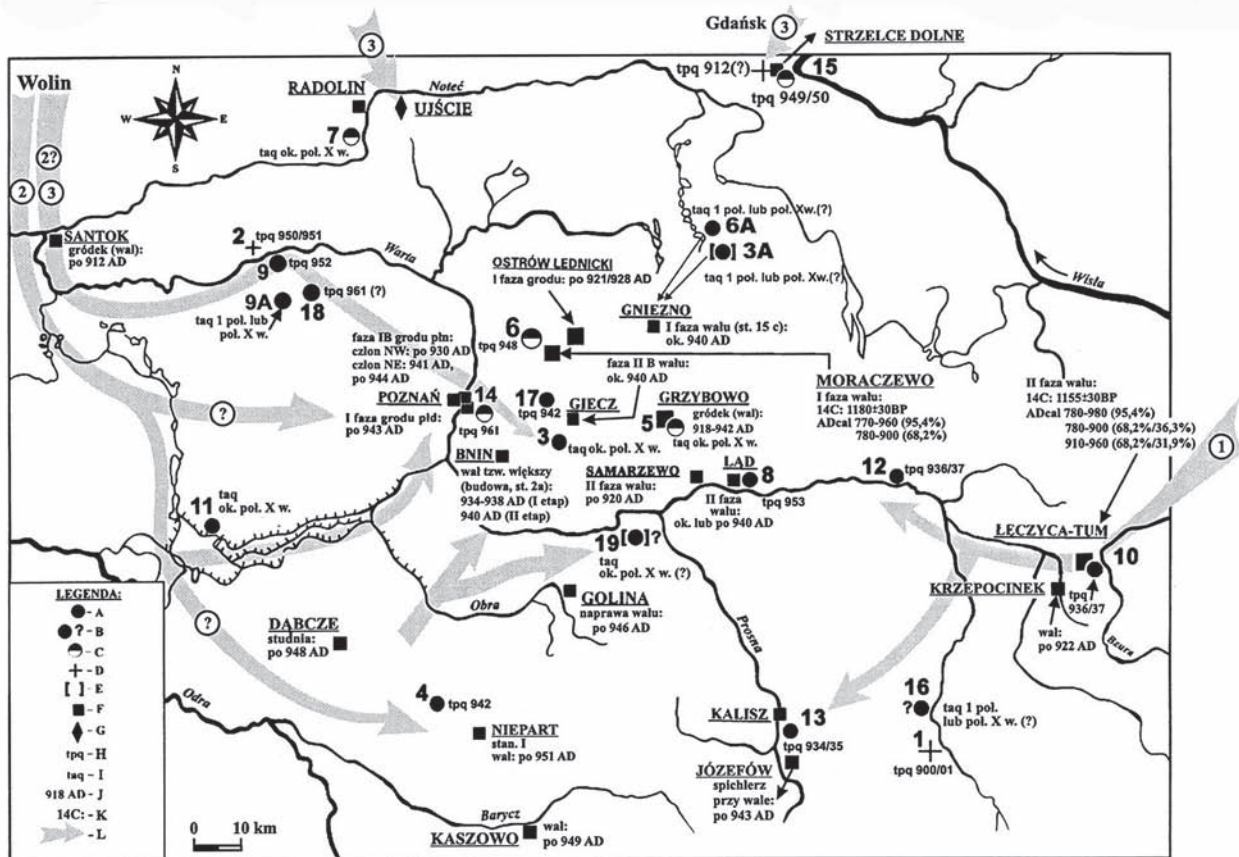 Gdańsk 3
3
STRZELCE DOLNE
Wolin
N
W E
S
RADOLIN
Noteć
UJŚCIE
tpq 912(?)
15
tpq 949/50
7
taq ok. poł. X w.
2?
2
3
SANTOK
gródek (wał):
po 912 AD
2 tpq 950/951
9 tpq 952
Warta
9A
18
tpq 961 (?)
taq 1 poł. lub
poł. X w.
taq 1 poł. lub poł. Xw.(?)
6A
[ ] 3A
taq 1 poł. lub poł. Xw.(?)
OSTRÓW LEDNICKI
I faza grodu: po 921/928 AD
Wisła
GNIEZNO
I faza wału (st. 15 c):
ok. 940 AD
6
tpq 948
faza IB grodu płn:
człon NW: po 930 AD
człon NE: 941 AD,
po 944 AD
faza II B wału:
ok. 940 AD
MORACZEWO
I faza wału:
14C: 1180±30BP
ADcal 770-960 (95,4%)
780-900 (68,2%)
II faza wału:
14C: 1155±30BP
ADcal 780-980 (95,4%)
780-900 (68,2%/36,3%)
910-960 (68,2%/31,9%)
?
POZNAŃ
14
tpq 961
I faza grodu płd:
po 943 AD
17
tpq 942
GJECZ
GRZYBOWO
5
gródek (wał):
918-942 AD
taq ok. poł. X w.
3
taq ok. poł. X w.
1
BNIN
wał tzw. większy
(budowa, st. 2a):
934-938 AD (I etap)
940 AD (II etap)
SAMARZEWO
II faza wału:
po 920 AD
LĄD
8
tpq 953
II faza
wału:
ok. lub po 940 AD
12
tpq 936/37
11
taq
ok. poł. X w.
ŁĘCZYCA-TUM
10
tpq
936/37
19 [ ]?
taq
ok. poł. X w. (?)
KRZEPOCINEK
wał:
po 922 AD
Bzura
GOLINA
naprawa wału:
po 946 AD
Obra
Prosna
?
DĄBCZE
studnia:
po 948 AD
Odra
4 tpq 942
NIEPART
stan. I
wał: po 951 AD
KALISZ
13
tpq 934/35
JÓZEFÓW
spichlerz
przy wale:
po 943 AD
16
?
taq 1 poł.
lub poł. X w. (?)
1
tpq 900/01
Barycz
KASZOWO
wał:
po 949 AD
0 10 km
LEGENDA:
- A
? - B
- C
+ - D
[ ] - E
- F
- G
tpq - H
taq - I
918 AD - J
14C: - K
- L